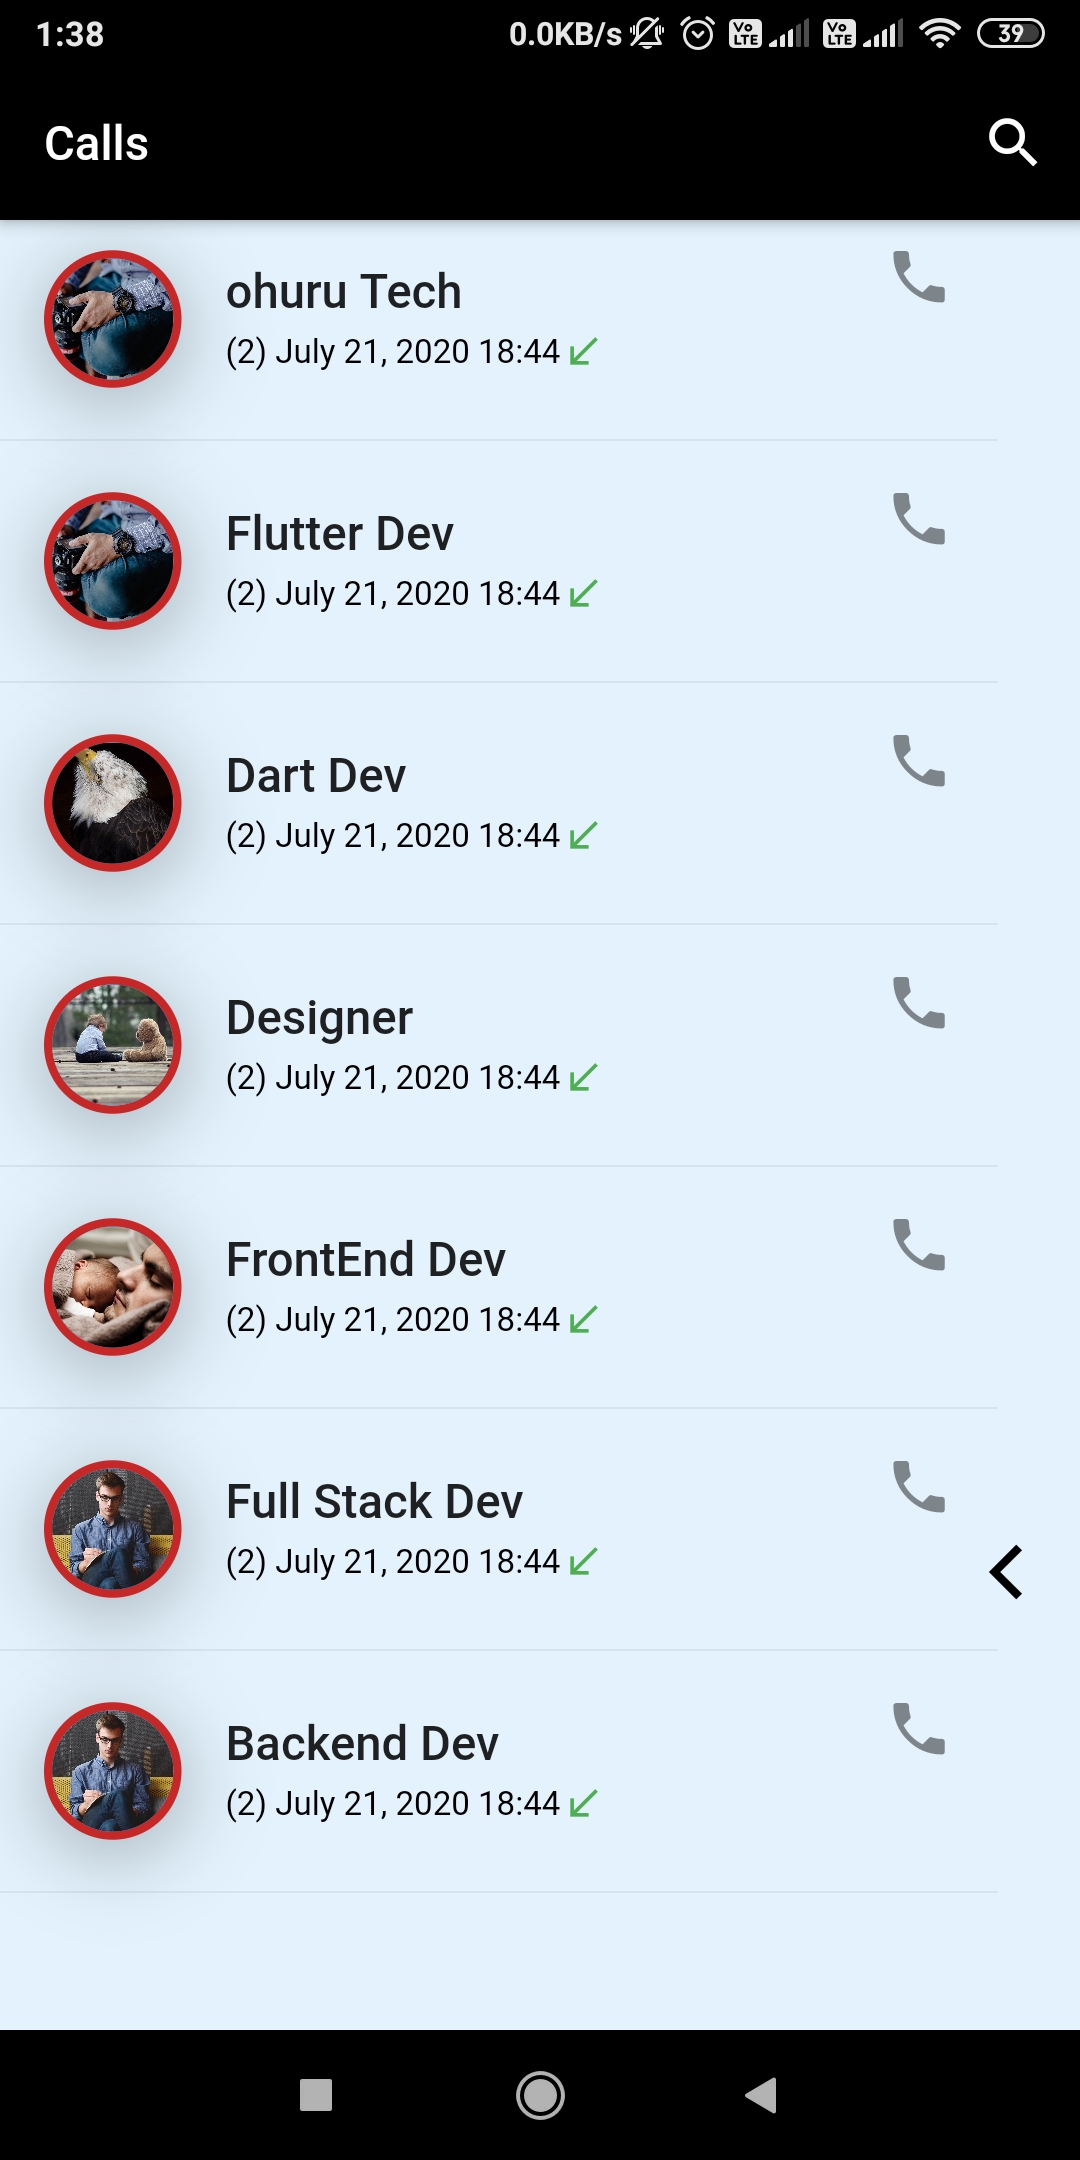 1:38 0.0KB/s Vo LTE Vo LTE 39
Calls
ohuru Tech
(2) July 21, 2020 18:44
Flutter Dev
(2) July 21, 2020 18:44
Dart Dev
(2) July 21, 2020 18:44
Designer
(2) July 21, 2020 18:44
FrontEnd Dev
(2) July 21, 2020 18:44
Full Stack Dev
(2) July 21, 2020 18:44
Backend Dev
(2) July 21, 2020 18:44